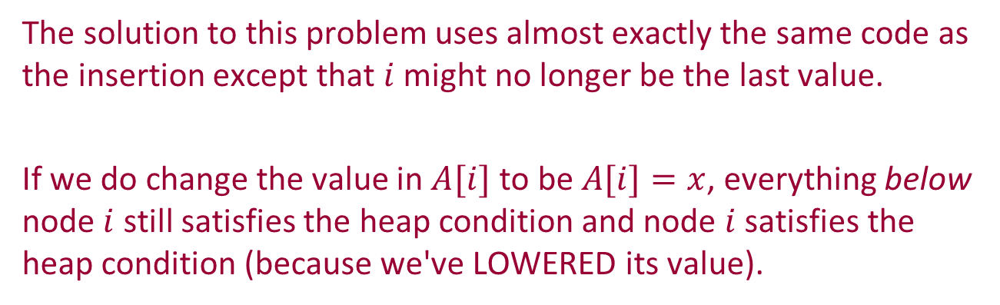 The solution to this problem uses almost exactly the same code as
the insertion except that i might no longer be the last value.
If we do change the value in A[i] to be A[i] = x, everything below
node i still satisfies the heap condition and node i satisfies the
heap condition (because we've LOWERED its value).